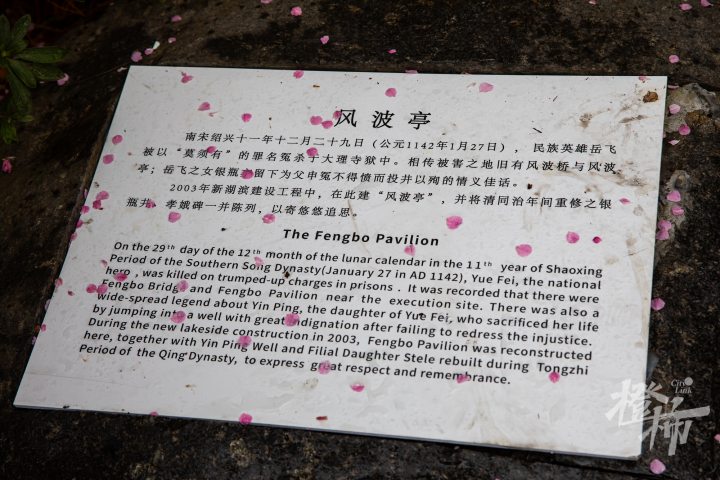 风波亭
南宋绍兴十一年十二月二十九日（公元1142年1月27日），民族英雄岳飞
被以“莫须有”的罪名冤杀于大理寺狱中。相传被害之地旧有风波桥与风波
亭；岳飞之女银瓶亦留下为父申冤不得愤而投井以殉的情义佳话。
2003年新湖滨建设工程中，在此建“风波亭”，并将清同治年间重修之银
瓶井、孝娥碑一并陈列，以寄悠悠追思。
The Fengbo Pavilion
On the 29th day of the 12th month of the lunar calendar in the 11th year of Shaoxing
Period of the Southern Song Dynasty(January 27 in AD 1142), Yue Fei, the national
hero , was killed on trumped-up charges in prisons . It was recorded that there were
Fengbo Bridge and Fengbo Pavilion near the execution site. There was also a
wide-spread legend about Yin Ping, the daughter of Yue Fei, who sacrificed her life
by jumping into a well with great indignation after failing to redress the injustice.
During the new lakeside construction in 2003, Fengbo Pavilion was reconstructed
here, together with Yin Ping Well and Filial Daughter Stele rebuilt during Tongzhi
Period of the Qing Dynasty, to express great respect and remembrance.
橙柿
City Link